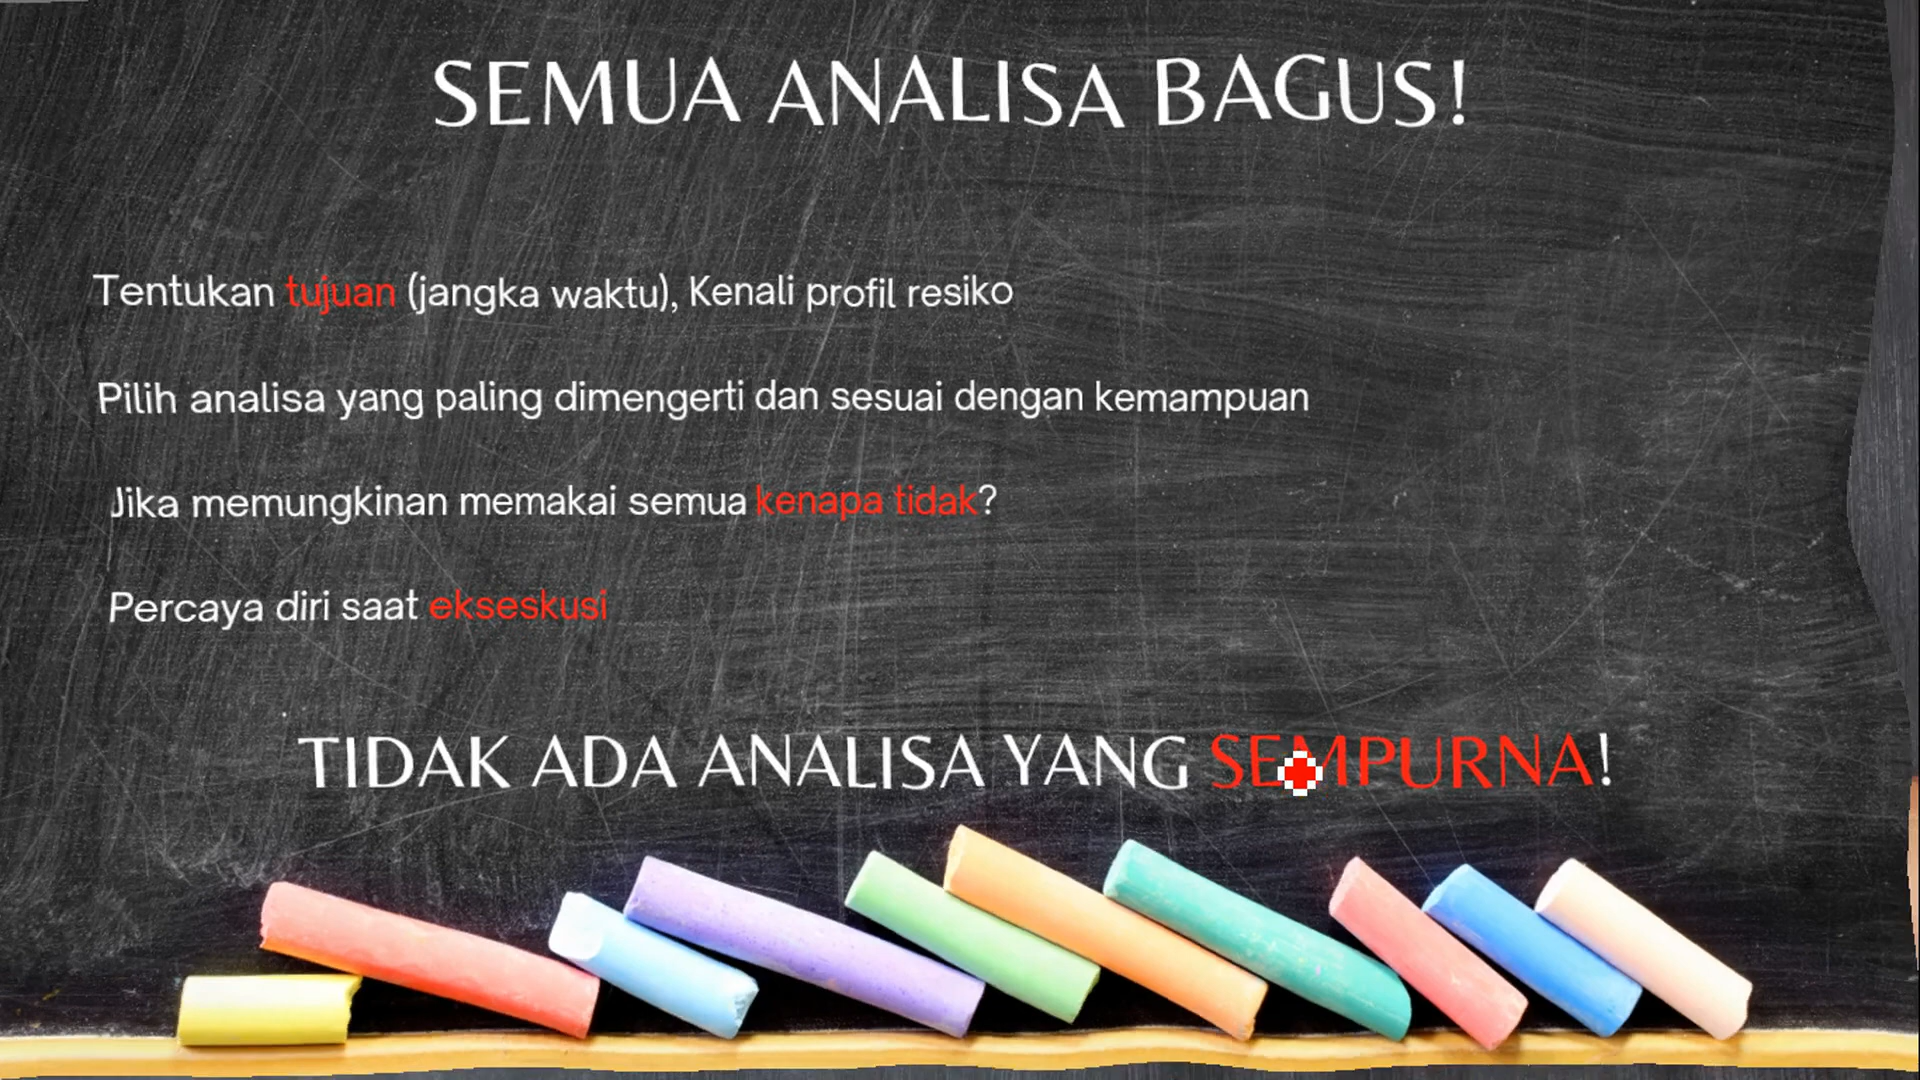 SEMUA ANALISA BAGUS!
Tentukan tujuan (jangka waktu), Kenali profil resiko
Pilih analisa yang paling dimengerti dan sesuai dengan kemampuan
Jika memungkinan memakai semua kenapa tidak?
Percaya diri saat ekseskusi
TIDAK ADA ANALISA YANG SEMPURNA!